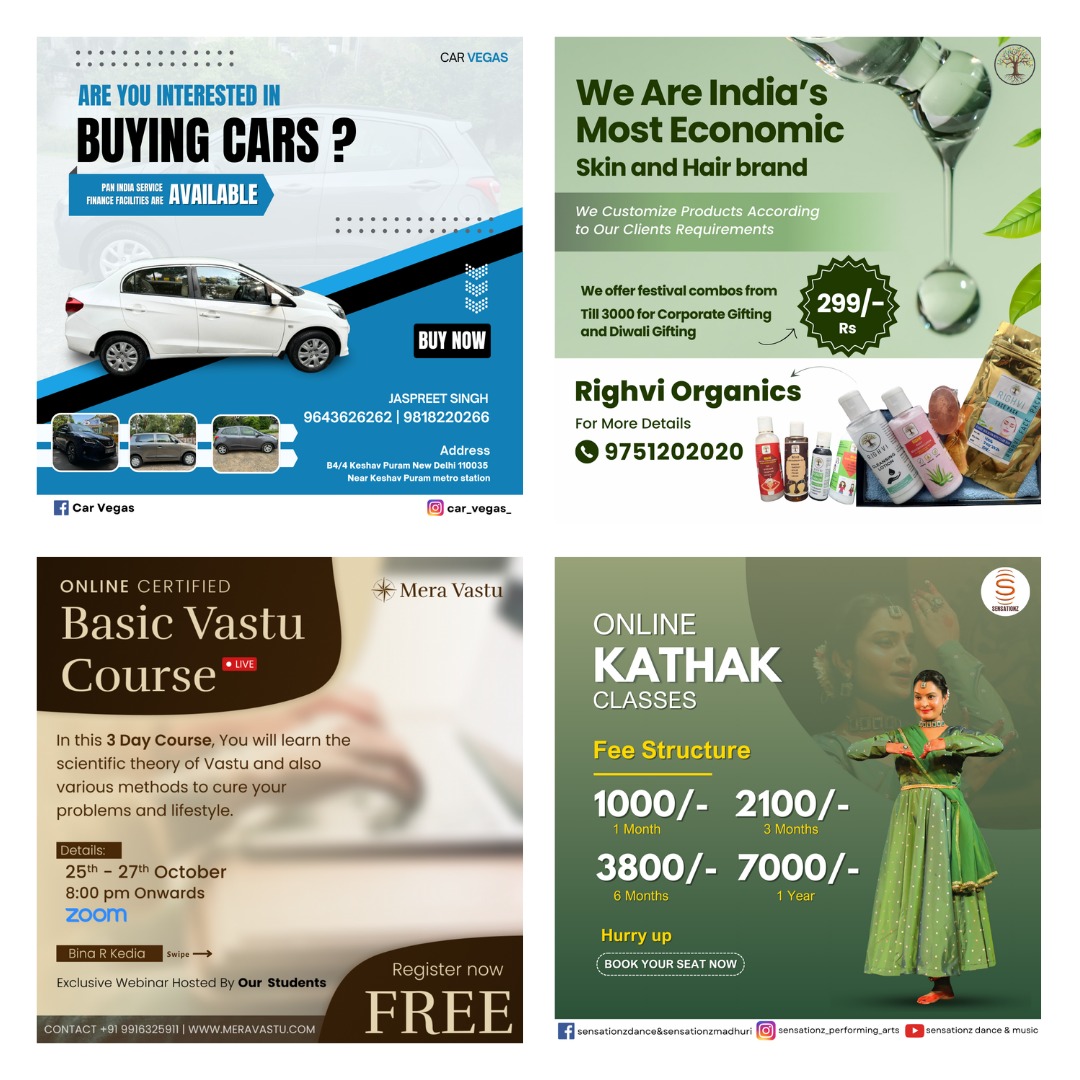 CAR VEGAS
ARE YOU INTERESTED IN
BUYING CARS ?
PAN INDIA SERVICE
FINANCE FACILITIES ARE AVAILABLE
BUY NOW
JASPREET SINGH
9643626262 | 9818220266
Address
B4/4 Keshav Puram New Delhi 110035
Near Keshav Puram metro station
Car Vegas
car_vegas_
We Are India's
Most Economic
Skin and Hair brand
We Customize Products According
to Our Clients Requirements
We offer festival combos from
Till 3000 for Corporate Gifting
and Diwali Gifting
299/-
Rs
Righvi Organics
For More Details
9751202020
RIGHVI
CLEANSING
LOTION
FACE PACK
ONLINE CERTIFIED
Basic Vastu
Course
LIVE
Mera Vastu
In this 3 Day Course, You will learn the
scientific theory of Vastu and also
various methods to cure your
problems and lifestyle.
Details:
25th - 27th October
8:00 pm Onwards
zoom
Bina R Kedia
Swipe
Exclusive Webinar Hosted By Our Students
Register now
FREE
CONTACT +91 9916325911 | WWW.MERAVASTU.COM
SENSATIONZ
ONLINE
KATHAK
CLASSES
Fee Structure
1000/- 2100/-
1 Month 3 Months
3800/- 7000/-
6 Months 1 Year
Hurry up
BOOK YOUR SEAT NOW
sensationzdance&sensationzmadhuri sensationz_performing_arts sensationz dance & music